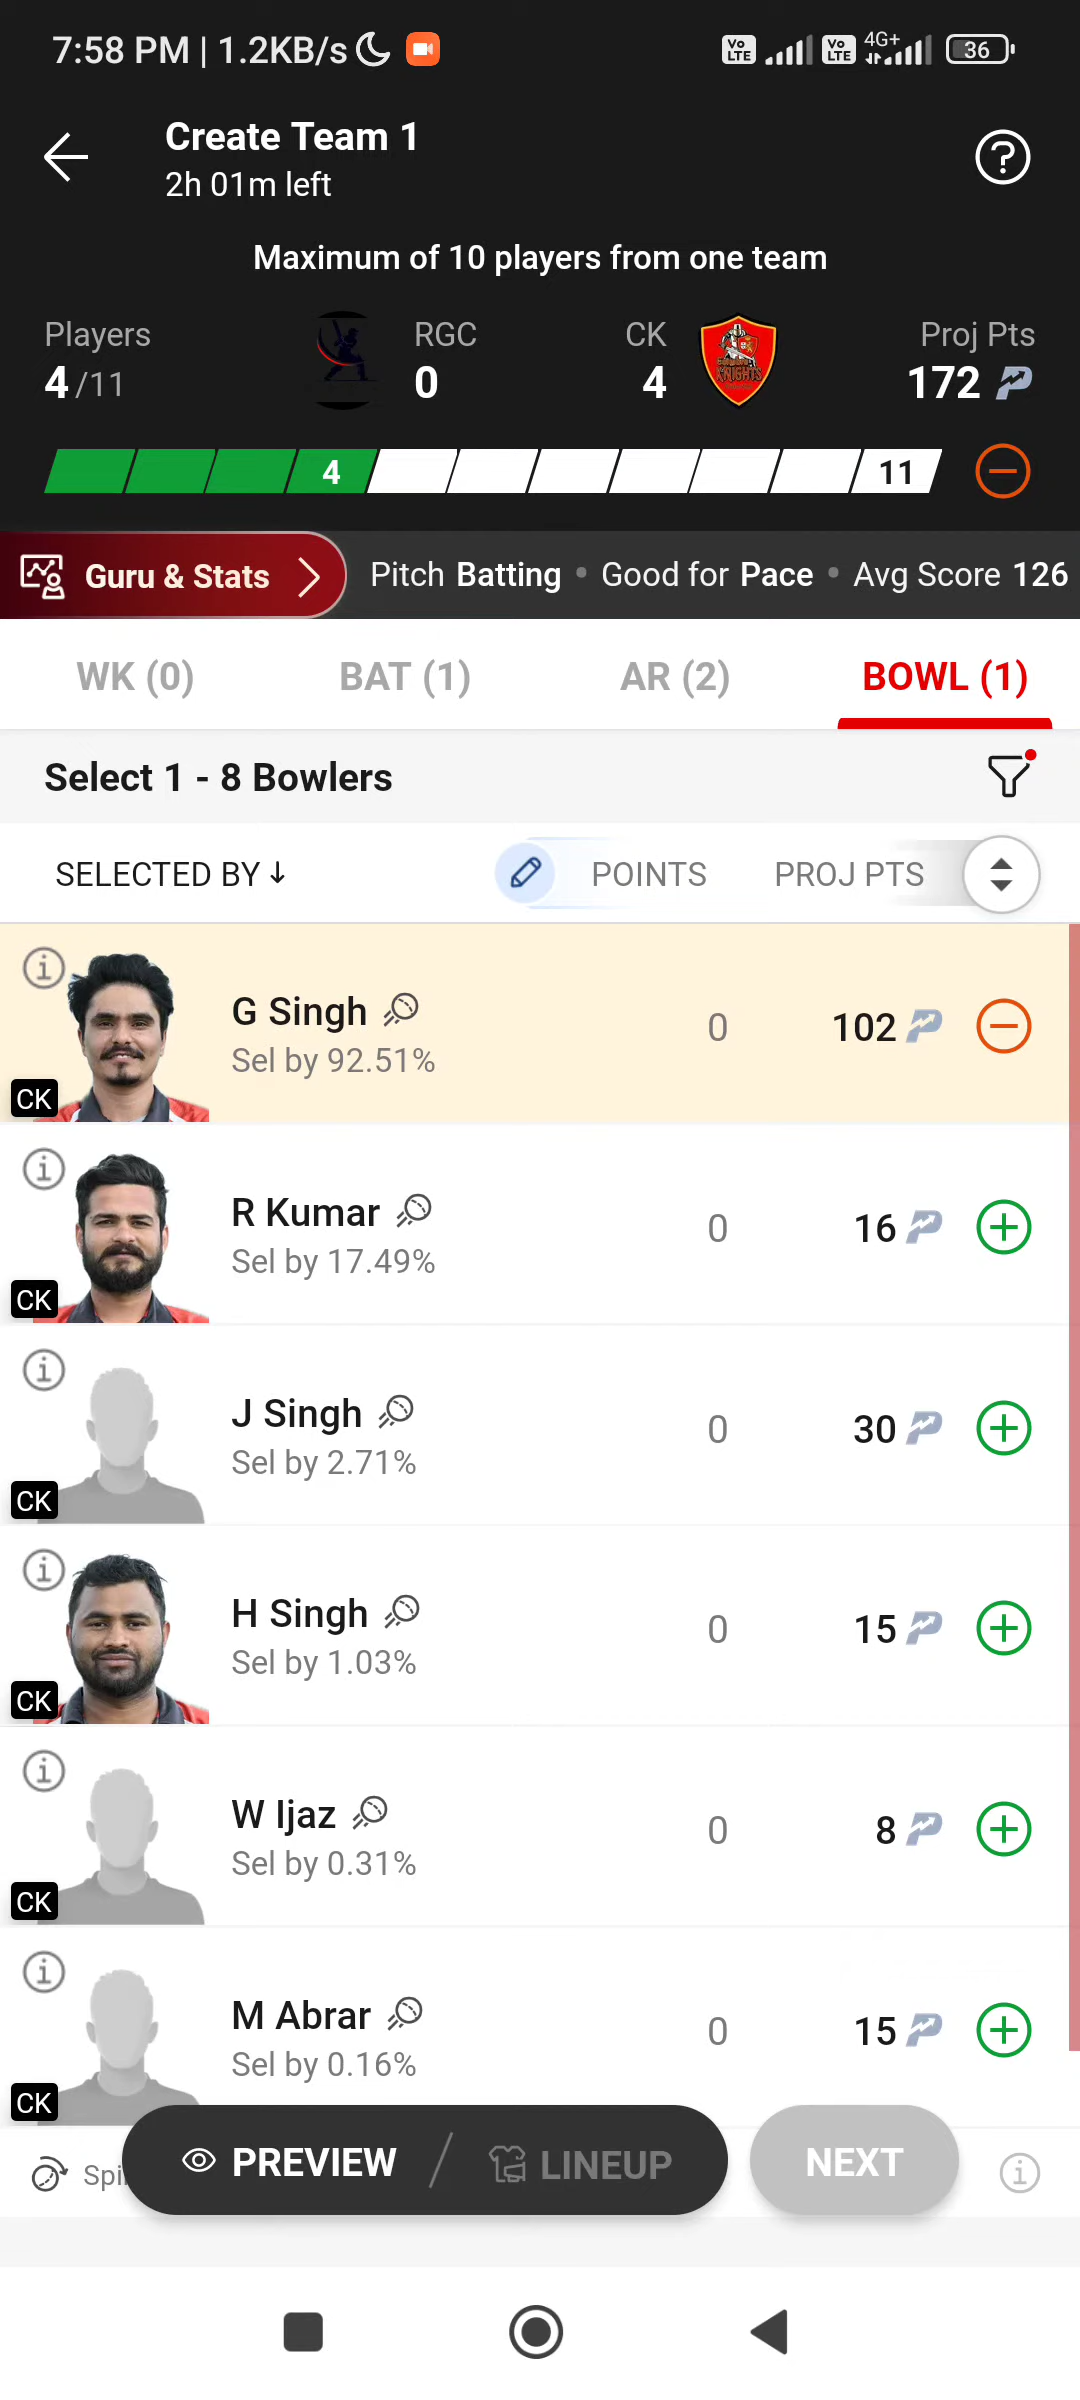 7:58 PM | 1.2KB/s
Vo LTE Vo LTE 4G+ 36
Create Team 1
2h 01m left
Maximum of 10 players from one team
Players RGC CK Proj Pts
4/11 0 4 172
KNIGHTS
4 11
Guru & Stats Pitch Batting • Good for Pace • Avg Score 126
WK (0) BAT (1) AR (2) BOWL (1)
Select 1 - 8 Bowlers
SELECTED BY ↓ POINTS PROJ PTS
G Singh 0 102
Sel by 92.51%
CK
R Kumar 0 16
Sel by 17.49%
CK
J Singh 0 30
Sel by 2.71%
CK
H Singh 0 15
Sel by 1.03%
CK
W Ijaz 0 8
Sel by 0.31%
CK
M Abrar 0 15
Sel by 0.16%
CK
PREVIEW / LINEUP NEXT